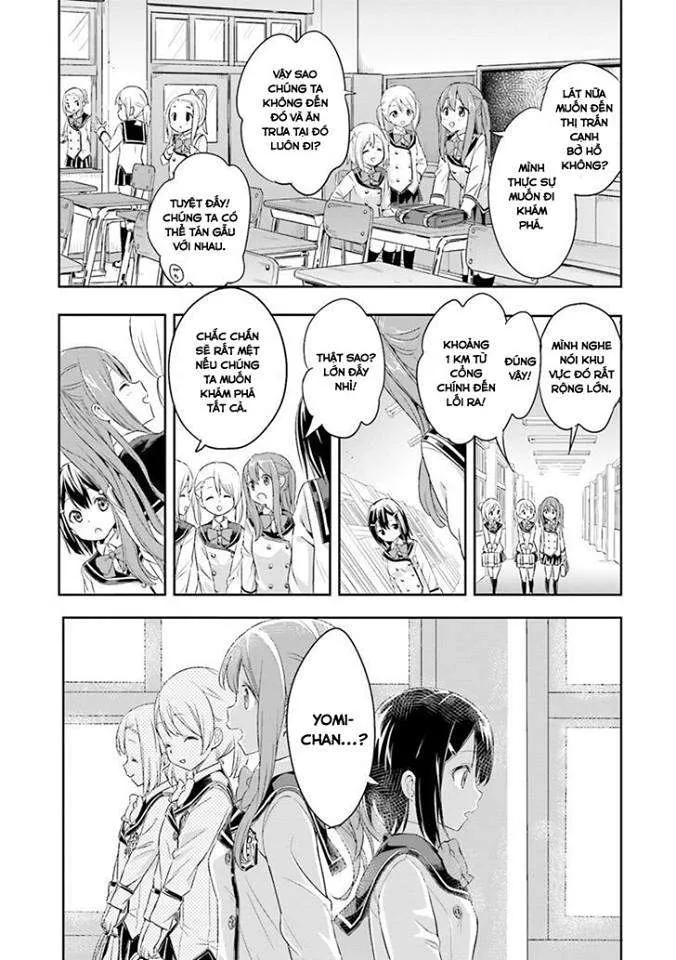 LÁT NỮA
MUỐN ĐẾN
THỊ TRẤN
CẠNH
BỜ HỒ
KHÔNG?
MÌNH
THỰC SỰ
MUỐN ĐI
KHÁM
PHÁ.
VẬY SAO
CHÚNG TA
KHÔNG ĐẾN
ĐÓ VÀ ĂN
TRƯA TẠI ĐÓ
LUÔN ĐI?
TUYỆT ĐẤY!
CHÚNG TA CÓ
THỂ TÁN GẪU
VỚI NHAU.
MÌNH NGHE
NÓI KHU
VỰC ĐÓ RẤT
RỘNG LỚN.
ĐÚNG
VẬY!
KHOẢNG
1 KM TỪ
CỔNG
CHÍNH ĐẾN
LỐI RA!
THẬT SAO?
LỚN ĐẤY
NHỈ!
CHẮC CHẮN
SẼ RẤT MỆT
NẾU CHÚNG
TA MUỐN
KHÁM PHÁ
TẤT CẢ.
YOMI-
CHAN...?